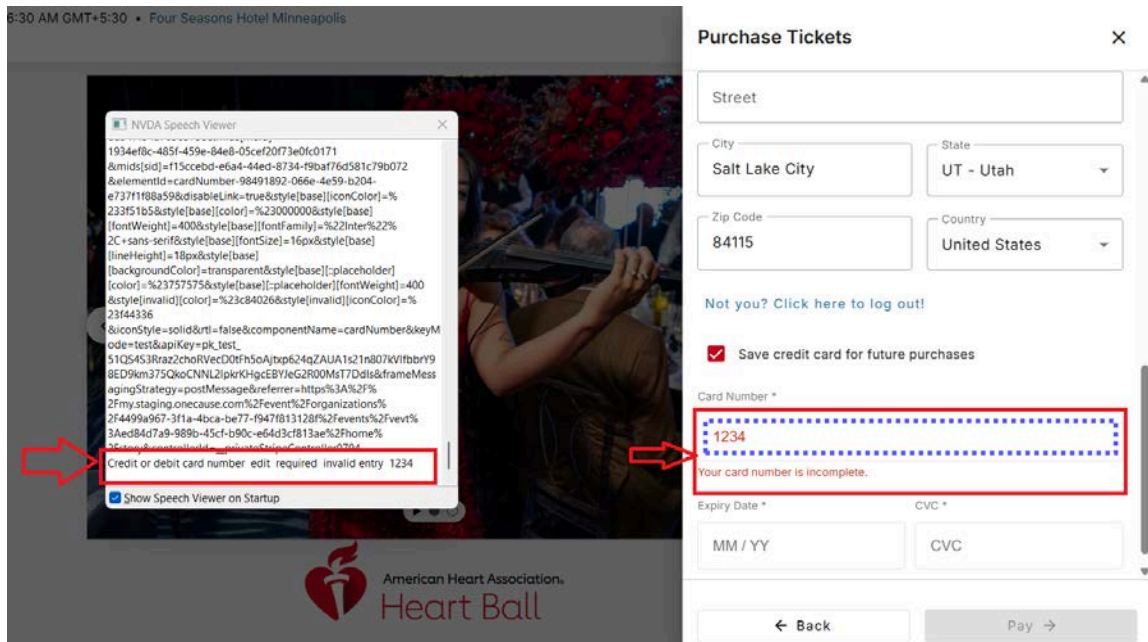 6:30 AM GMT+5:30 • Four Seasons Hotel Minneapolis
NVDA Speech Viewer
1934ef8c-485f-459e-84e8-05cef20f73e0fc0171
&mids[sid]=f15ccebd-e6a4-44ed-8734-f9baf76d581c79b072
&elementId=cardNumber-98491892-066e-4e59-b204-
e737f1f88a59&disableLink=true&style[base][iconColor]=%
233f51b5&style[base][color]=%23000000&style[base]
[fontWeight]=400&style[base][fontFamily]=%22Inter%22%
2C+sans-serif&style[base][fontSize]=16px&style[base]
[lineHeight]=18px&style[base]
[backgroundColor]=transparent&style[base][::placeholder]
[color]=%23757575&style[base][::placeholder][fontWeight]=400
&style[invalid][color]=%23c84026&style[invalid][iconColor]=%
23f44336
&iconStyle=solid&rtl=false&componentName=cardNumber&keyM
ode=test&apiKey=pk_test_
agingStrategy=postMessage&referrer=https%3A%2F%
2Fmy.staging.onecause.com%2Fevent%2Forganizations%
2F4499a967-3f1a-4bca-be77-f947f813128f%2Fevents%2Fvevt%
3Aed84d7a9-989b-45cf-b90c-e64d3cf813ae%2Fhome%
Credit or debit card number edit required invalid entry 1234
Show Speech Viewer on Startup
American Heart Association.
Heart Ball
Purchase Tickets
Street
City
Salt Lake City
State
UT - Utah
Zip Code
84115
Country
United States
Not you? Click here to log out!
Save credit card for future purchases
Card Number *
1234
Your card number is incomplete.
Expiry Date *
CVC *
MM / YY
CVC
← Back
Pay →